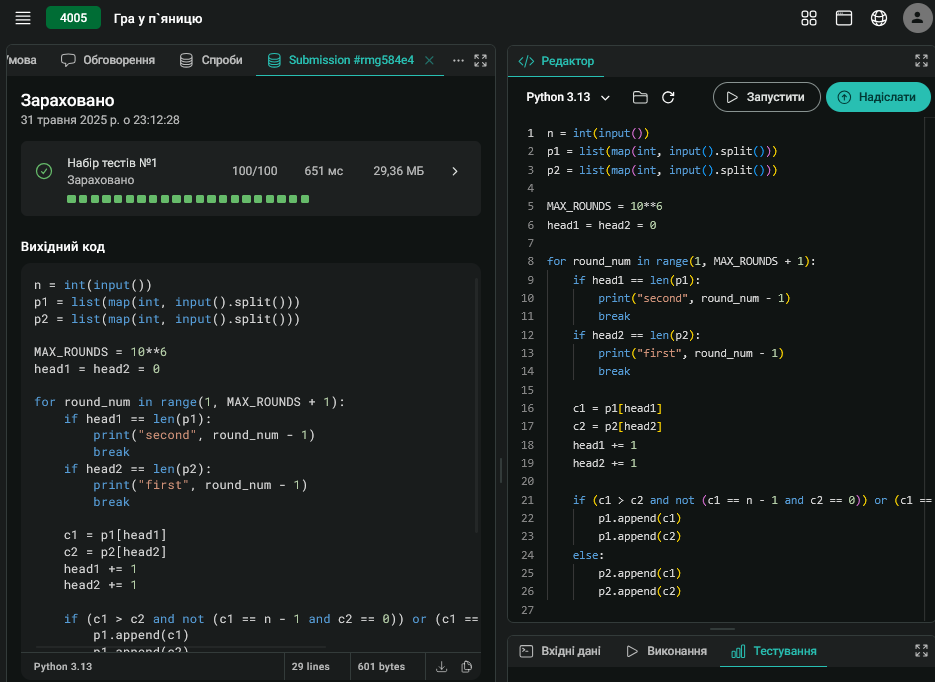 4005 Гра у п`яницю
мова Обговорення Спроби Submission #rmg584e4
Зараховано
31 травня 2025 р. о 23:12:28
Набір тестів №1
Зараховано
100/100 651 мс 29,36 МБ
Вихідний код
n = int(input())
p1 = list(map(int, input().split()))
p2 = list(map(int, input().split()))
MAX_ROUNDS = 10**6
head1 = head2 = 0
for round_num in range(1, MAX_ROUNDS + 1):
if head1 == len(p1):
print("second", round_num - 1)
break
if head2 == len(p2):
print("first", round_num - 1)
break
c1 = p1[head1]
c2 = p2[head2]
head1 += 1
head2 += 1
if (c1 > c2 and not (c1 == n - 1 and c2 == 0)) or (c1 ==
p1.append(c1)
p1.append(c2)
Python 3.13 29 lines 601 bytes
Редактор
Python 3.13 Запустити Надіслати
1 n = int(input())
2 p1 = list(map(int, input().split()))
3 p2 = list(map(int, input().split()))
4
5 MAX_ROUNDS = 10**6
6 head1 = head2 = 0
7
8 for round_num in range(1, MAX_ROUNDS + 1):
9 if head1 == len(p1):
10 print("second", round_num - 1)
11 break
12 if head2 == len(p2):
13 print("first", round_num - 1)
14 break
15
16 c1 = p1[head1]
17 c2 = p2[head2]
18 head1 += 1
19 head2 += 1
20
21 if (c1 > c2 and not (c1 == n - 1 and c2 == 0)) or (c1 ==
22 p1.append(c1)
23 p1.append(c2)
24 else:
25 p2.append(c1)
26 p2.append(c2)
27
Вхідні дані Виконання Тестування